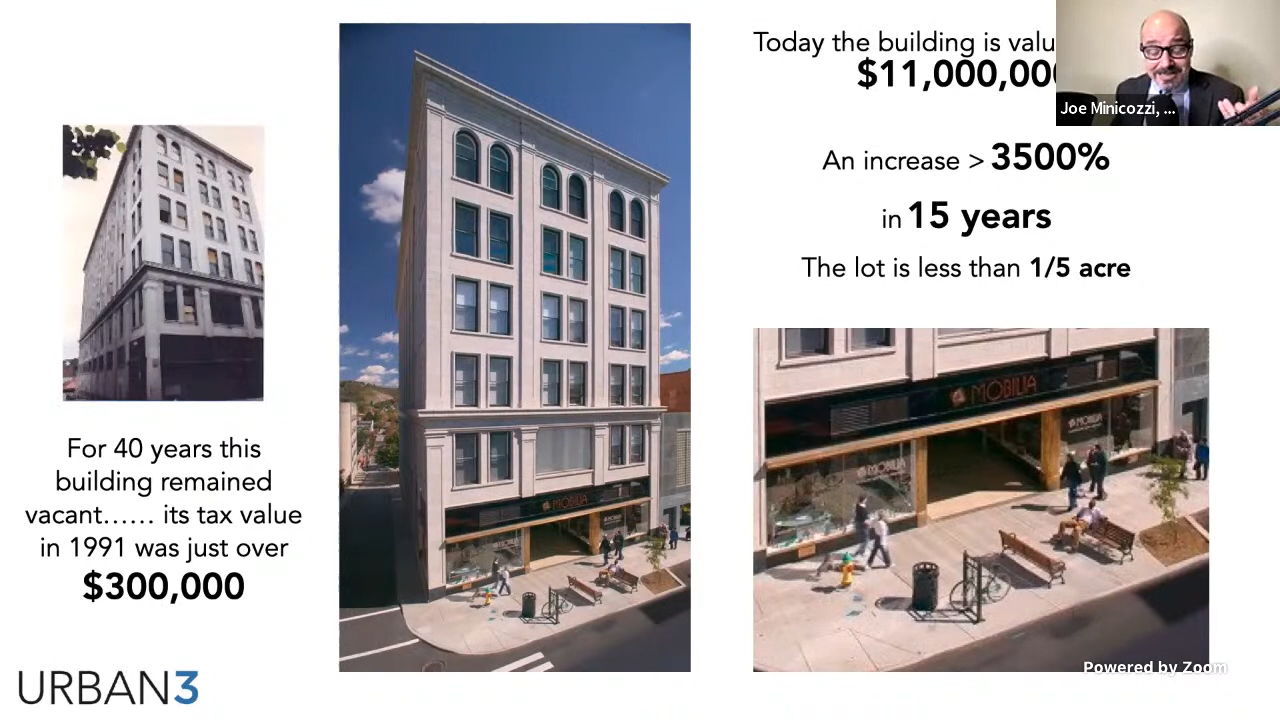 Today the building is valu
$11,000,000
Joe Minicozzi, ...
An increase > 3500%
in 15 years
The lot is less than 1/5 acre
For 40 years this
building remained
vacant...... its tax value
in 1991 was just over
$300,000
MOBILIA
MOBILIA
MOBILIA
MOBILIA
URBAN3
Powered by Zoom